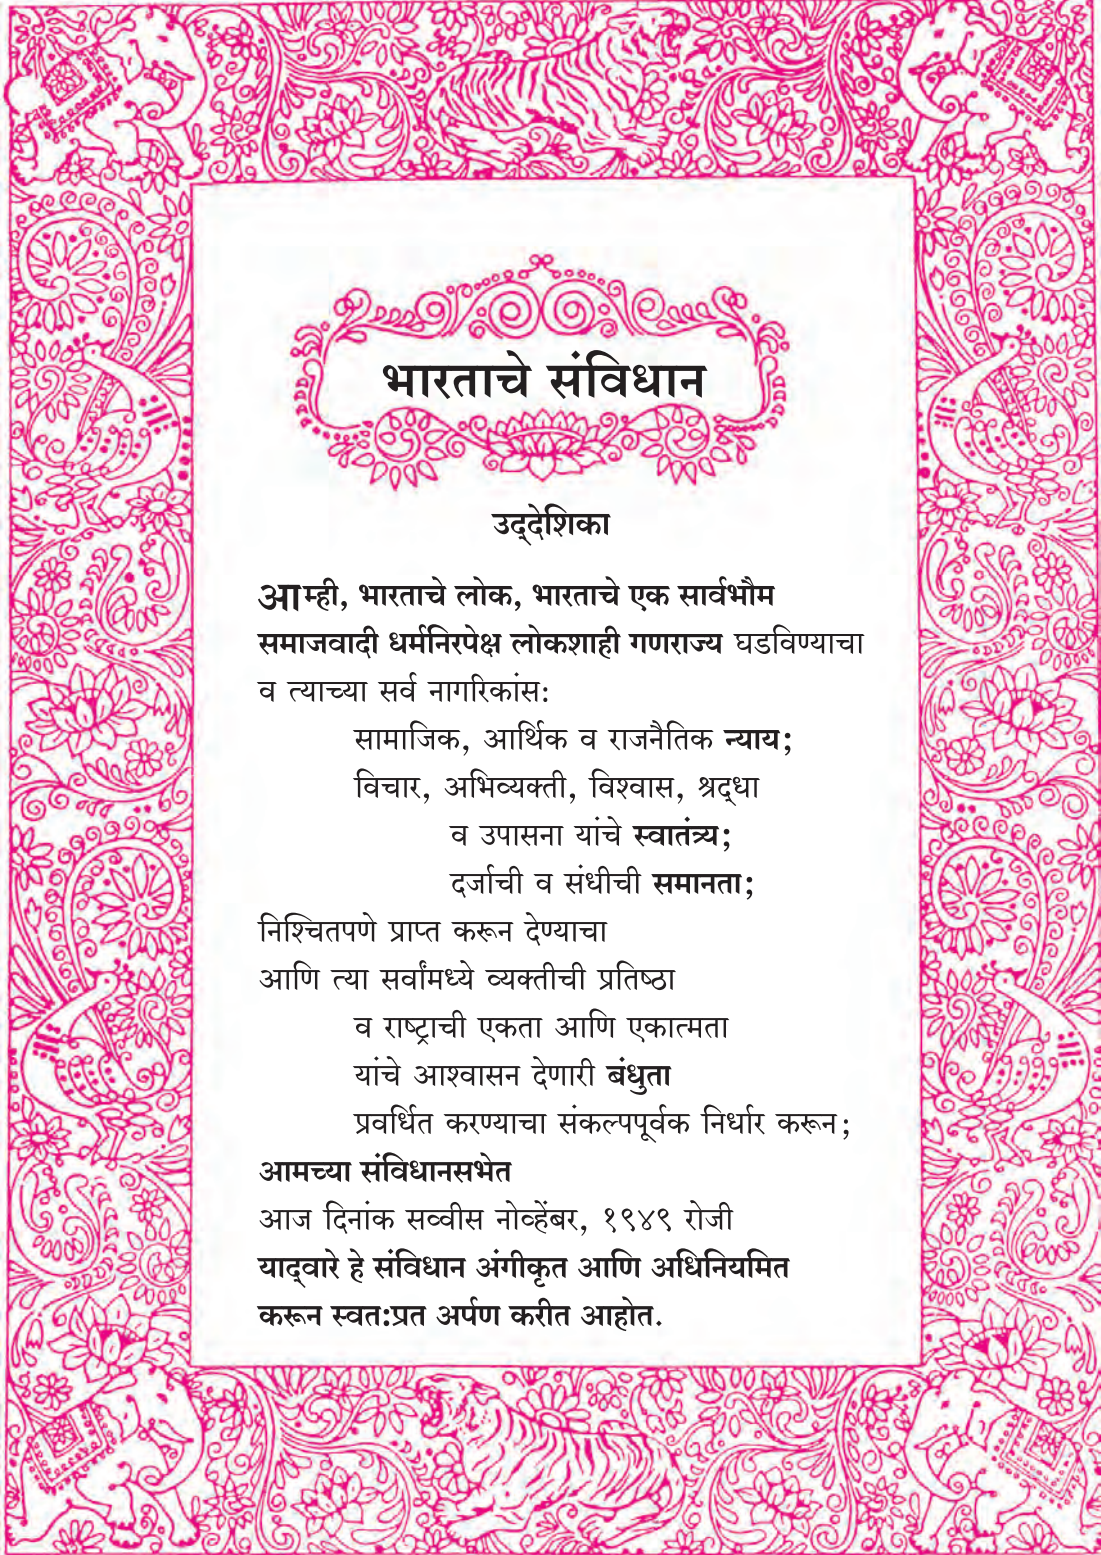 भारताचे संविधान
उद्‌देशिका
आम्ही, भारताचे लोक, भारताचे एक सार्वभौम
समाजवादी धर्मनिरपेक्ष लोकशाही गणराज्य घडविण्याचा
व त्याच्या सर्व नागरिकांस:
सामाजिक, आर्थिक व राजनैतिक न्याय;
विचार, अभिव्यक्ती, विश्वास, श्रद्‌धा
व उपासना यांचे स्वातंत्र्य;
दर्जाची व संधीची समानता;
निश्चितपणे प्राप्त करून देण्याचा
आणि त्या सर्वांमध्ये व्यक्तीची प्रतिष्ठा
व राष्ट्राची एकता आणि एकात्मता
यांचे आश्वासन देणारी बंधुता
प्रवर्धित करण्याचा संकल्पपूर्वक निर्धार करून;
आमच्या संविधानसभेत
आज दिनांक सव्वीस नोव्हेंबर, १९४९ रोजी
याद्‌वारे हे संविधान अंगीकृत आणि अधिनियमित
करून स्वत:प्रत अर्पण करीत आहोत.